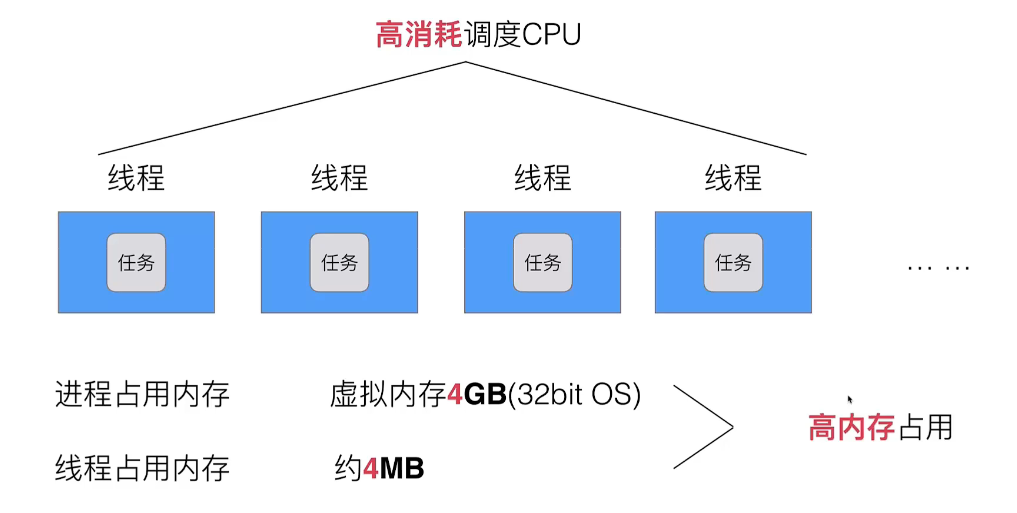 高消耗调度CPU
线程 线程 线程 线程
任务 任务 任务 任务 ... ...
进程占用内存 虚拟内存4GB(32bit OS)
高内存占用
线程占用内存 约4MB